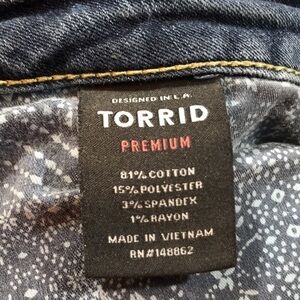 DESIGNED IN L.A.
TORRID
PREMIUM
81% COTTON
15% POLYESTER
3% SPANDEX
1% RAYON
MADE IN VIETNAM
RN#148862